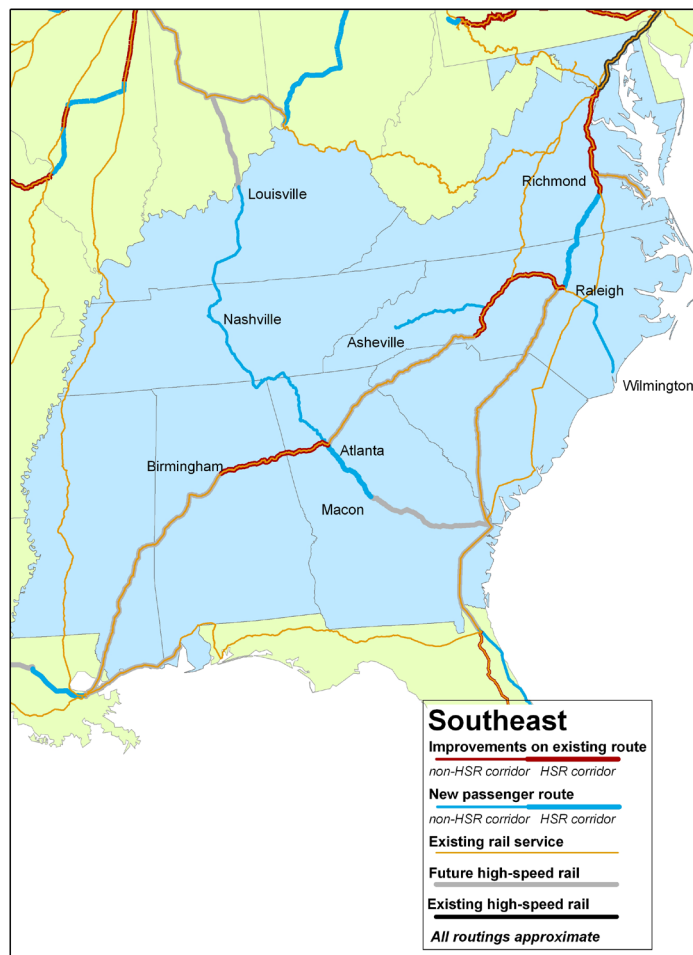 Louisville
Richmond
Nashville
Raleigh
Asheville
Wilmington
Atlanta
Birmingham
Macon
Southeast
Improvements on existing route
non-HSR corridor HSR corridor
New passenger route
non-HSR corridor HSR corridor
Existing rail service
Future high-speed rail
Existing high-speed rail
All routings approximate